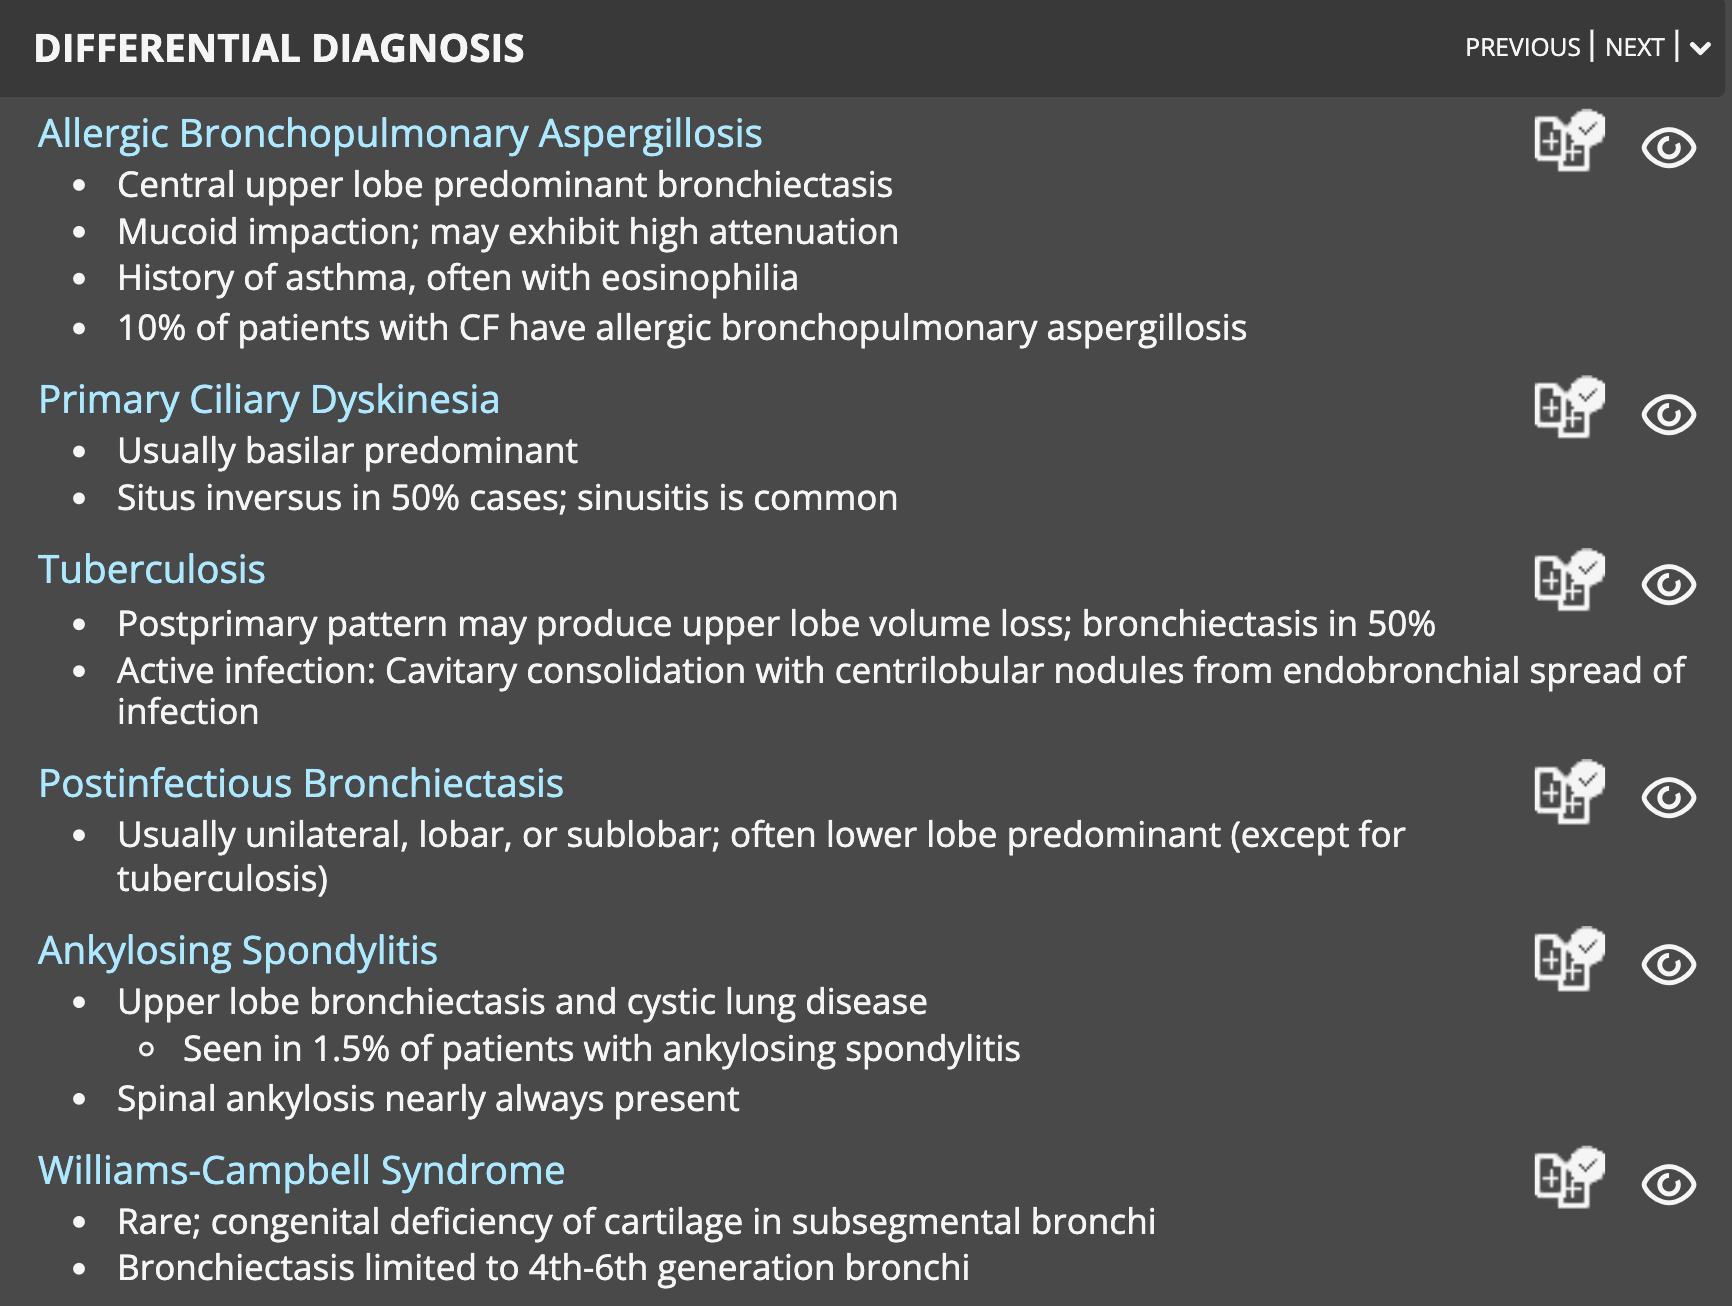 DIFFERENTIAL DIAGNOSIS
PREVIOUS | NEXT |
Allergic Bronchopulmonary Aspergillosis
• Central upper lobe predominant bronchiectasis
• Mucoid impaction; may exhibit high attenuation
• History of asthma, often with eosinophilia
• 10% of patients with CF have allergic bronchopulmonary aspergillosis
Primary Ciliary Dyskinesia
• Usually basilar predominant
• Situs inversus in 50% cases; sinusitis is common
Tuberculosis
• Postprimary pattern may produce upper lobe volume loss; bronchiectasis in 50%
• Active infection: Cavitary consolidation with centrilobular nodules from endobronchial spread of
infection
Postinfectious Bronchiectasis
• Usually unilateral, lobar, or sublobar; often lower lobe predominant (except for
tuberculosis)
Ankylosing Spondylitis
• Upper lobe bronchiectasis and cystic lung disease
○ Seen in 1.5% of patients with ankylosing spondylitis
• Spinal ankylosis nearly always present
Williams-Campbell Syndrome
• Rare; congenital deficiency of cartilage in subsegmental bronchi
• Bronchiectasis limited to 4th-6th generation bronchi